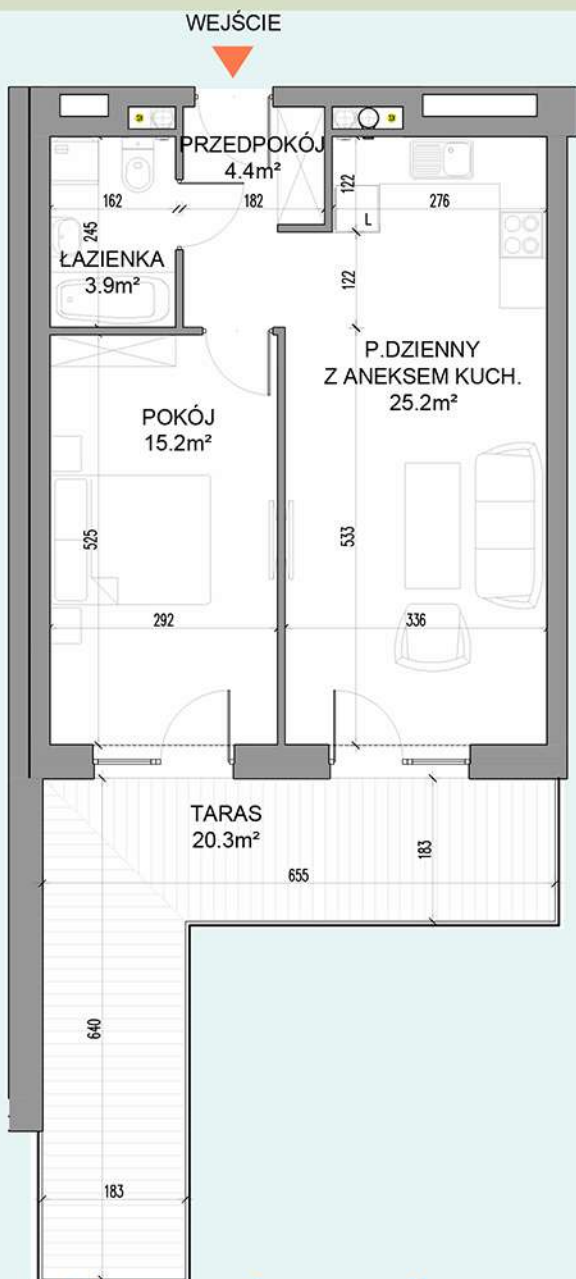 WEJŚCIE
PRZEDPOKÓJ
4.4m²
122
162
182
276
245
L
ŁAZIENKA
3.9m²
122
P.DZIENNY
Z ANEKSEM KUCH.
25.2m²
POKÓJ
15.2m²
525
533
292
336
TARAS
20.3m²
183
655
640
183